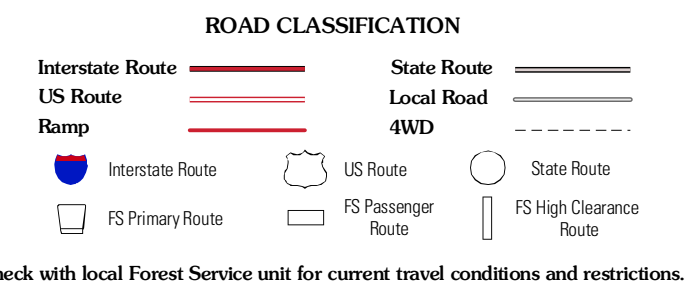 ROAD CLASSIFICATION
Interstate Route
State Route
US Route
Local Road
Ramp
4WD
Interstate Route
US Route
State Route
FS Primary Route
FS Passenger
Route
FS High Clearance
Route
with local Forest Service unit for current travel conditions and restrictions.